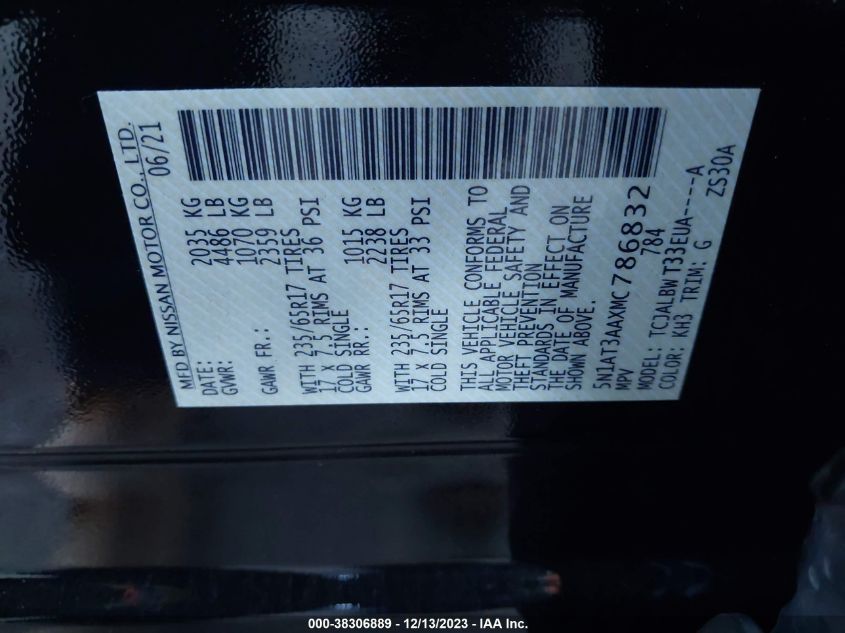 MFD BY NISSAN MOTOR CO., LTD.
DATE: 06/21
GVWR: 2035 KG
4486 LB
GAWR FR.: 1070 KG
2359 LB
WITH 235/65R17 TIRES
17 X 7.5 RIMS AT 36 PSI
COLD SINGLE
GAWR RR.: 1015 KG
2238 LB
WITH 235/65R17 TIRES
17 X 7.5 RIMS AT 33 PSI
COLD SINGLE
THIS VEHICLE CONFORMS TO
ALL APPLICABLE FEDERAL
MOTOR VEHICLE SAFETY AND
THEFT PREVENTION
STANDARDS IN EFFECT ON
THE DATE OF MANUFACTURE
SHOWN ABOVE.
5N1AT3AAXMC786832
MPV 784
MODEL: TCJALBW T33EUA----A
COLOR: KH3 TRIM: G ZS30A
000-38306889 - 12/13/2023 - IAA Inc.